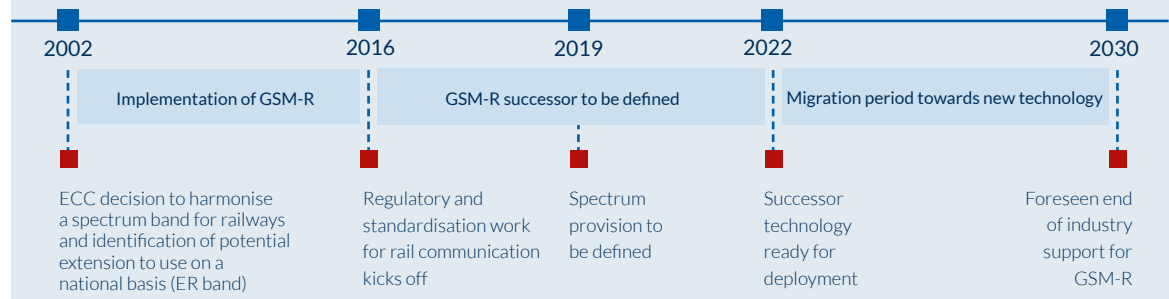 2002
2016
2019
2022
2030
Implementation of GSM-R
GSM-R successor to be defined
Migration period towards new technology
ECC decision to harmonise
a spectrum band for railways
and identification of potential
extension to use on a
national basis (ER band)
Regulatory and
standardisation work
for rail communication
kicks off
Spectrum
provision to
be defined
Successor
technology
ready for
deployment
Foreseen end
of industry
support for
GSM-R